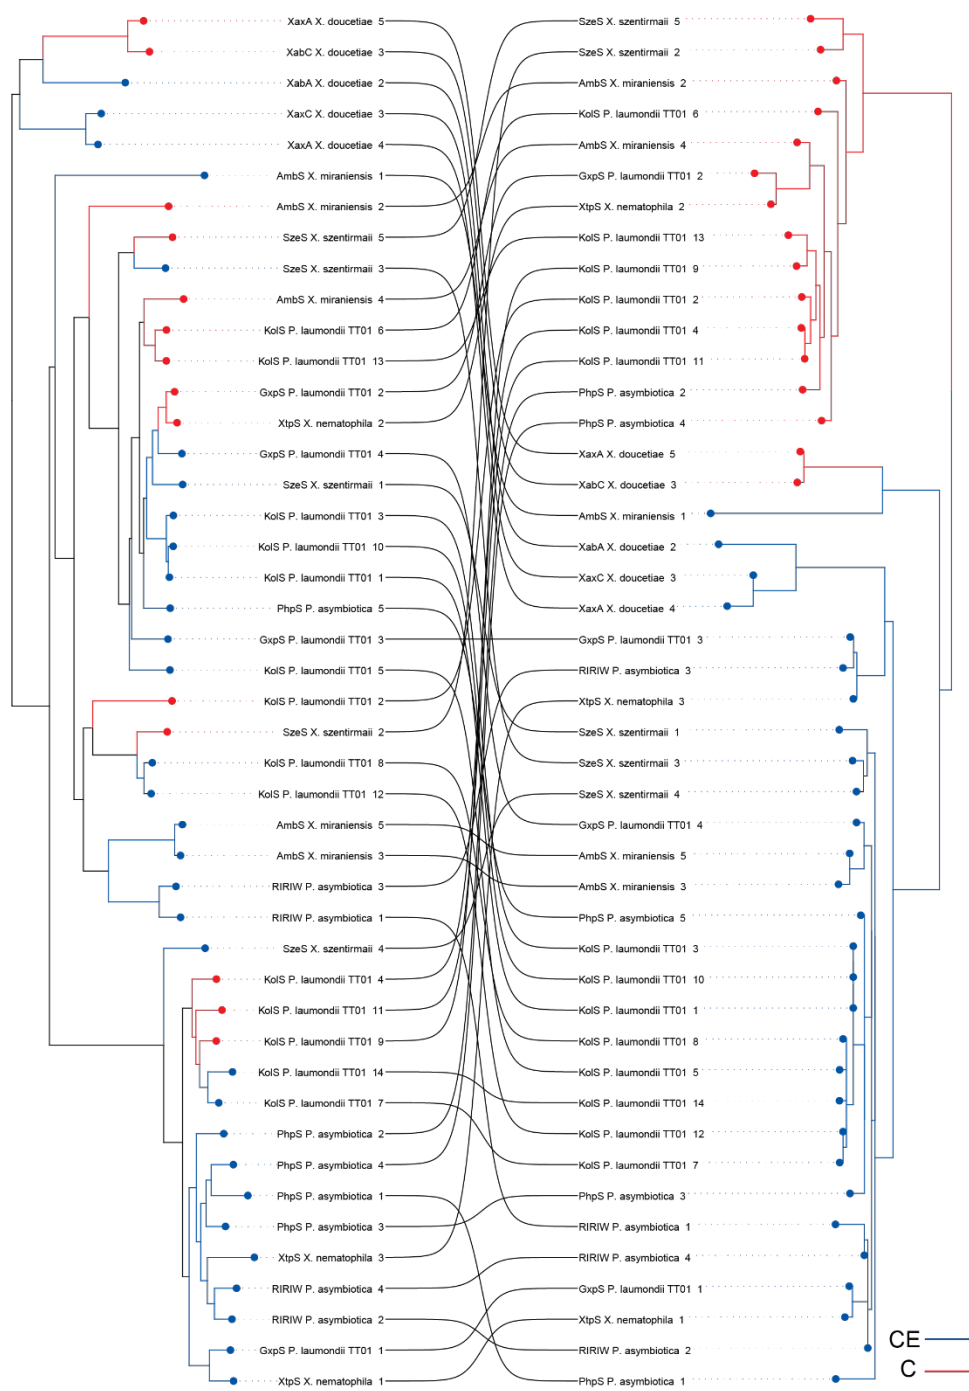 XaxA X. doucetiae 5
XabC X. doucetiae 3
XabA X. doucetiae 2
XaxC X. doucetiae 3
XaxA X. doucetiae 4
AmbS X. miraniensis 1
AmbS X. miraniensis 2
SzeS X. szentirmaii 5
SzeS X. szentirmaii 3
AmbS X. miraniensis 4
KolS P. laumondii TT01 6
KolS P. laumondii TT01 13
GxpS P. laumondii TT01 2
XtpS X. nematophila 2
GxpS P. laumondii TT01 4
SzeS X. szentirmaii 1
KolS P. laumondii TT01 3
KolS P. laumondii TT01 10
KolS P. laumondii TT01 1
PhpS P. asymbiotica 5
GxpS P. laumondii TT01 3
KolS P. laumondii TT01 5
KolS P. laumondii TT01 2
SzeS X. szentirmaii 2
KolS P. laumondii TT01 8
KolS P. laumondii TT01 12
AmbS X. miraniensis 5
AmbS X. miraniensis 3
RIRIW P. asymbiotica 3
RIRIW P. asymbiotica 1
SzeS X. szentirmaii 4
KolS P. laumondii TT01 4
KolS P. laumondii TT01 11
KolS P. laumondii TT01 9
KolS P. laumondii TT01 14
KolS P. laumondii TT01 7
PhpS P. asymbiotica 2
PhpS P. asymbiotica 4
PhpS P. asymbiotica 1
PhpS P. asymbiotica 3
XtpS X. nematophila 3
RIRIW P. asymbiotica 4
RIRIW P. asymbiotica 2
GxpS P. laumondii TT01 1
XtpS X. nematophila 1
SzeS X. szentirmaii 5
SzeS X. szentirmaii 2
AmbS X. miraniensis 2
KolS P. laumondii TT01 6
AmbS X. miraniensis 4
GxpS P. laumondii TT01 2
XtpS X. nematophila 2
KolS P. laumondii TT01 13
KolS P. laumondii TT01 9
KolS P. laumondii TT01 2
KolS P. laumondii TT01 4
KolS P. laumondii TT01 11
PhpS P. asymbiotica 2
PhpS P. asymbiotica 4
XaxA X. doucetiae 5
XabC X. doucetiae 3
AmbS X. miraniensis 1
XabA X. doucetiae 2
XaxC X. doucetiae 3
XaxA X. doucetiae 4
GxpS P. laumondii TT01 3
RIRIW P. asymbiotica 3
XtpS X. nematophila 3
SzeS X. szentirmaii 1
SzeS X. szentirmaii 3
SzeS X. szentirmaii 4
GxpS P. laumondii TT01 4
AmbS X. miraniensis 5
AmbS X. miraniensis 3
PhpS P. asymbiotica 5
KolS P. laumondii TT01 3
KolS P. laumondii TT01 10
KolS P. laumondii TT01 1
KolS P. laumondii TT01 8
KolS P. laumondii TT01 5
KolS P. laumondii TT01 14
KolS P. laumondii TT01 12
KolS P. laumondii TT01 7
PhpS P. asymbiotica 3
RIRIW P. asymbiotica 1
RIRIW P. asymbiotica 4
GxpS P. laumondii TT01 1
XtpS X. nematophila 1
RIRIW P. asymbiotica 2
PhpS P. asymbiotica 1
CE
C